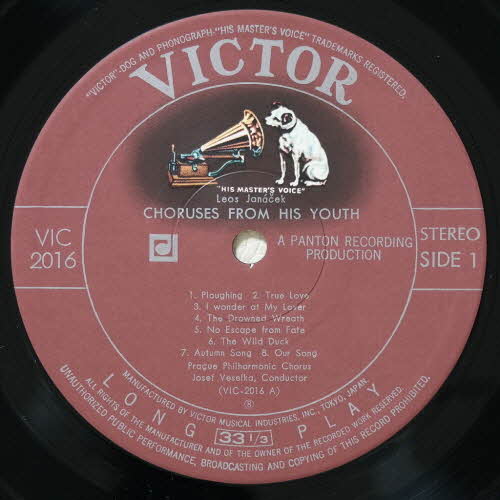 "VICTOR"-DOG AND PHONOGRAPH-"HIS MASTER'S VOICE" TRADEMARKS REGISTERED.
VICTOR
"HIS MASTER'S VOICE"
Leos Janáček
CHORUSES FROM HIS YOUTH
VIC
2016
A PANTON RECORDING
PRODUCTION
STEREO
SIDE 1
1. Ploughing 2. True Love
3. I wonder at My Lover
4. The Drowned Wreath
5. No Escape from Fate
6. The Wild Duck
7. Autumn Song 8. Our Song
Prague Philharmonic Chorus
Josef Veselka, Conductor
(VIC-2016 A)
LONG 33 1/3 PLAY
MANUFACTURED BY VICTOR MUSICAL INDUSTRIES, INC., TOKYO, JAPAN.
ALL RIGHTS OF THE MANUFACTURER AND OF THE OWNER OF THE RECORDED WORK RESERVED.
UNAUTHORIZED PUBLIC PERFORMANCE, BROADCASTING AND COPYING OF THIS RECORD PROHIBITED.